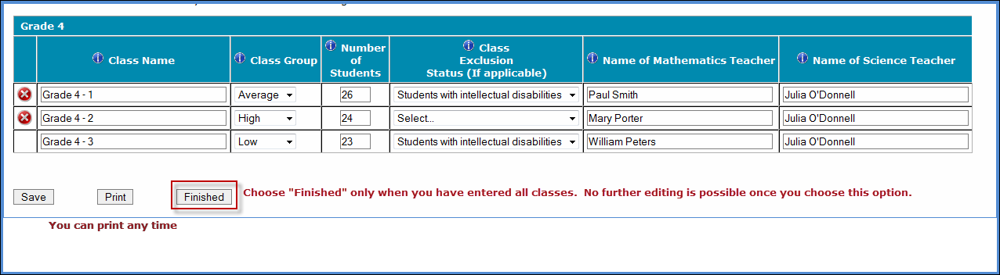 Grade 4
Class Name Class Group Number of Students Class Exclusion Status (If applicable) Name of Mathematics Teacher Name of Science Teacher
Grade 4 - 1 Average 26 Students with intellectual disabilities Paul Smith Julia O'Donnell
Grade 4 - 2 High 24 Select... Mary Porter Julia O'Donnell
Grade 4 - 3 Low 23 Students with intellectual disabilities William Peters Julia O'Donnell
Save Print Finished Choose "Finished" only when you have entered all classes. No further editing is possible once you choose this option.
You can print any time